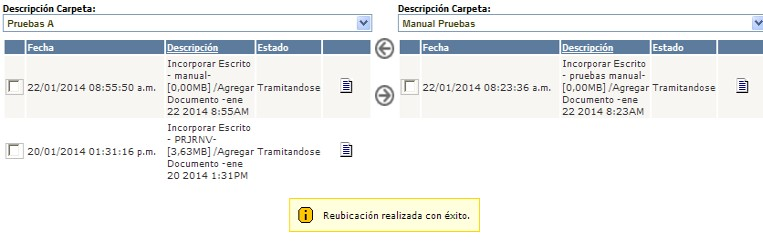 Descripción Carpeta:
Pruebas A
Fecha Descripción Estado
22/01/2014 08:55:50 a.m.
Incorporar Escrito
- manual-
[0,00MB] /Agregar
Documento -ene
22 2014 8:55AM
Tramitandose
20/01/2014 01:31:16 p.m.
Incorporar Escrito
- PRJRNV-
[3,63MB] /Agregar
Documento -ene
20 2014 1:31PM
Tramitandose
Descripción Carpeta:
Manual Pruebas
Fecha Descripción Estado
22/01/2014 08:23:36 a.m.
Incorporar Escrito
- pruebas manual-
[0,00MB] /Agregar
Documento -ene
22 2014 8:23AM
Tramitandose
Reubicación realizada con éxito.